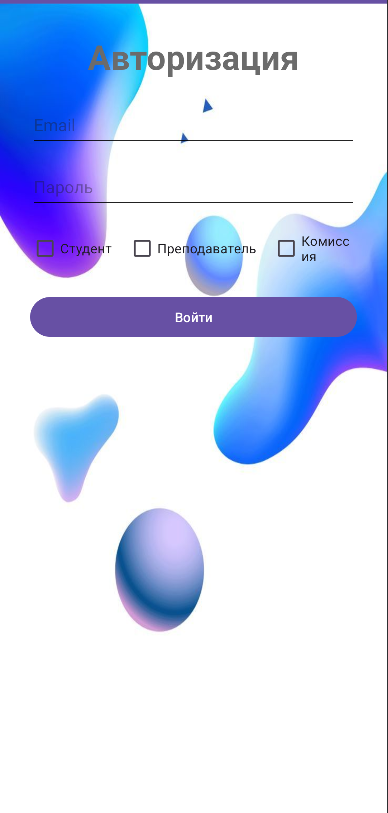 Авторизация
Email
Пароль
Студент Преподаватель Комисс
ия
Войти